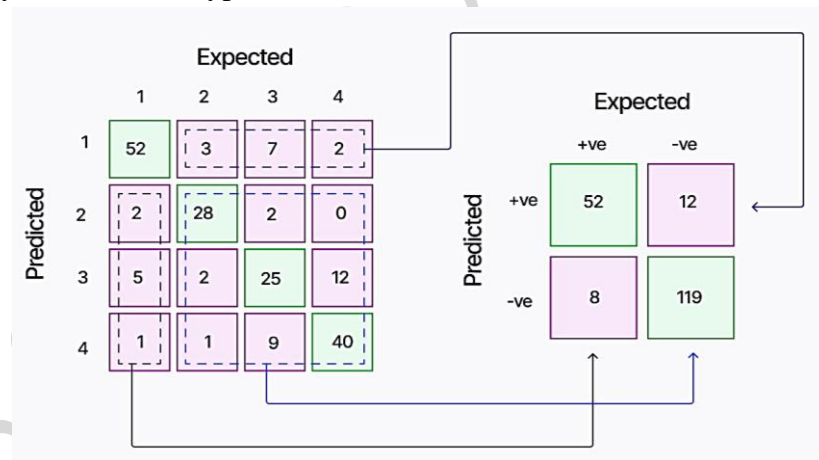 Expected
1 2 3 4
1 52 3 7 2
2 2 28 2 0
3 5 2 25 12
4 1 1 9 40
Predicted
Expected
+ve -ve
+ve 52 12
-ve 8 119
Predicted